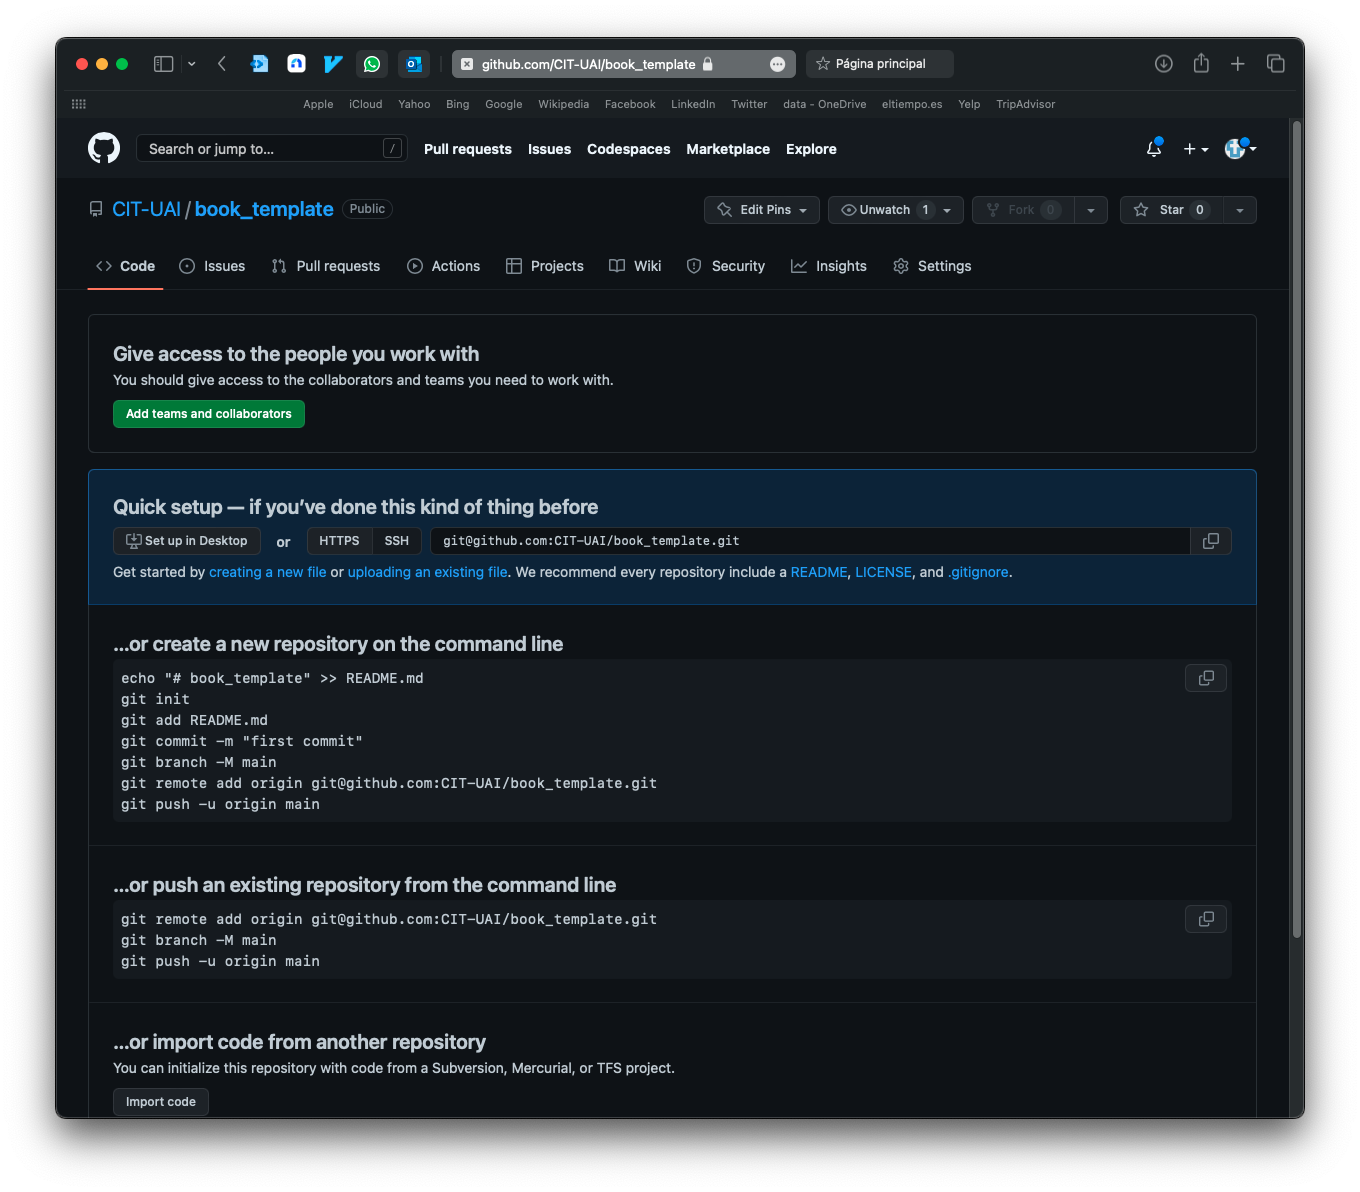 github.com/CIT-UAI/book_template
Página principal
Apple iCloud Yahoo Bing Google Wikipedia Facebook LinkedIn Twitter data - OneDrive eltiempo.es Yelp TripAdvisor
Search or jump to... /
Pull requests Issues Codespaces Marketplace Explore
CIT-UAI / book_template Public
Edit Pins Unwatch 1 Fork 0 Star 0
Code Issues Pull requests Actions Projects Wiki Security Insights Settings
Give access to the people you work with
You should give access to the collaborators and teams you need to work with.
Add teams and collaborators
Quick setup — if you’ve done this kind of thing before
Set up in Desktop or HTTPS SSH git@github.com:CIT-UAI/book_template.git
Get started by creating a new file or uploading an existing file. We recommend every repository include a README, LICENSE, and .gitignore.
…or create a new repository on the command line
echo "# book_template" >> README.md
git init
git add README.md
git commit -m "first commit"
git branch -M main
git remote add origin git@github.com:CIT-UAI/book_template.git
git push -u origin main
…or push an existing repository from the command line
git remote add origin git@github.com:CIT-UAI/book_template.git
git branch -M main
git push -u origin main
…or import code from another repository
You can initialize this repository with code from a Subversion, Mercurial, or TFS project.
Import code